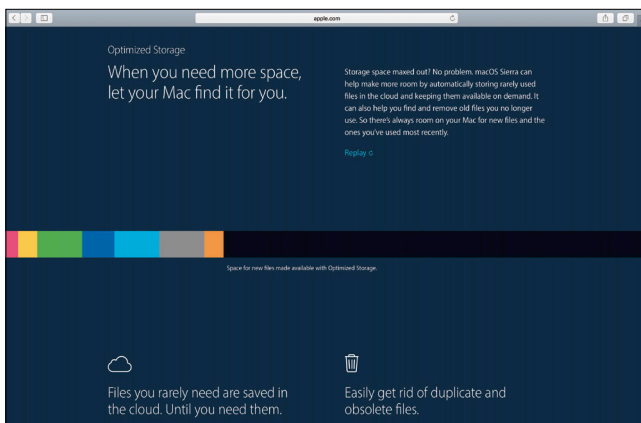 apple.com
Optimized Storage
When you need more space,
let your Mac find it for you.
Storage space maxed out? No problem. macOS Sierra can
help make more room by automatically storing rarely used
files in the cloud and keeping them available on demand. It
can also help you find and remove old files you no longer
use. So there's always room on your Mac for new files and the
ones you've used most recently.
Replay
Space for new files made available with Optimized Storage.
Files you rarely need are saved in
the cloud. Until you need them.
Easily get rid of duplicate and
obsolete files.